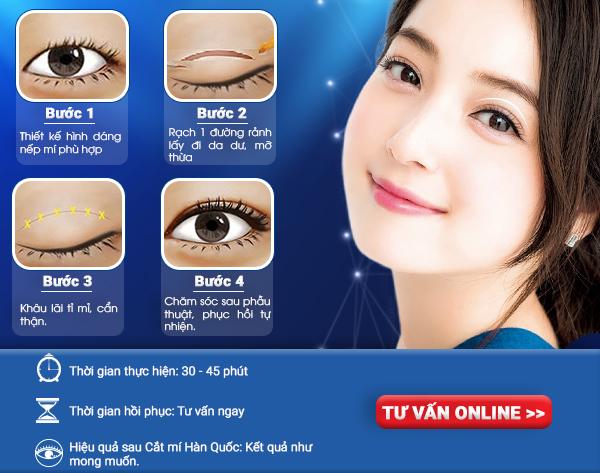 Bước 1
Thiết kế hình dáng
nếp mí phù hợp
Bước 2
Rạch 1 đường rảnh
lấy đi da dư, mỡ
thừa
Bước 3
Khâu lãi tỉ mỉ, cẩn
thận.
Bước 4
Chăm sóc sau phẫu
thuật, phục hồi tự
nhiện.
Thời gian thực hiện: 30 - 45 phút
Thời gian hồi phục: Tư vấn ngay
Hiệu quả sau Cắt mí Hàn Quốc: Kết quả như
mong muốn.
TƯ VẤN ONLINE >>